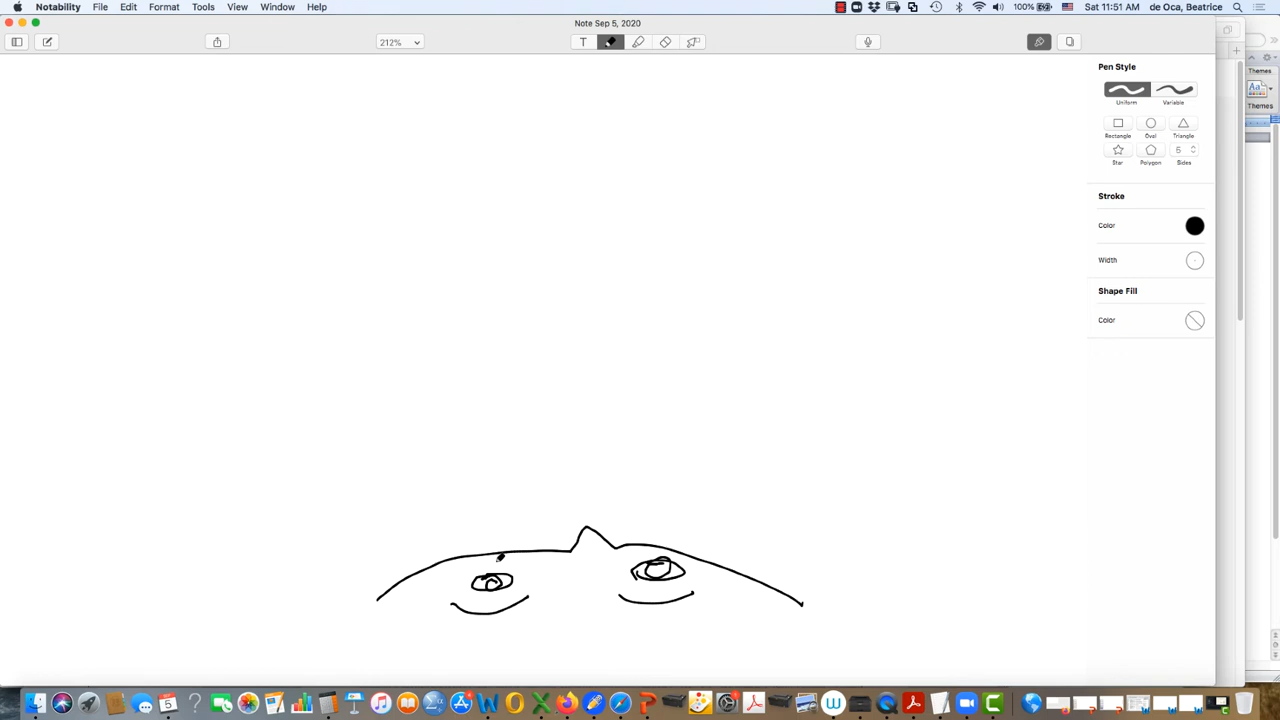 Notability File Edit Format Tools View Window Help 100% Sat 11:51 AM de Oca, Beatrice
Note Sep 5, 2020
212% T
Themes
Aa
Themes
Pen Style
Uniform Variable
Rectangle Oval Triangle
5
Star Polygon Sides
Stroke
Color
Width
Shape Fill
Color